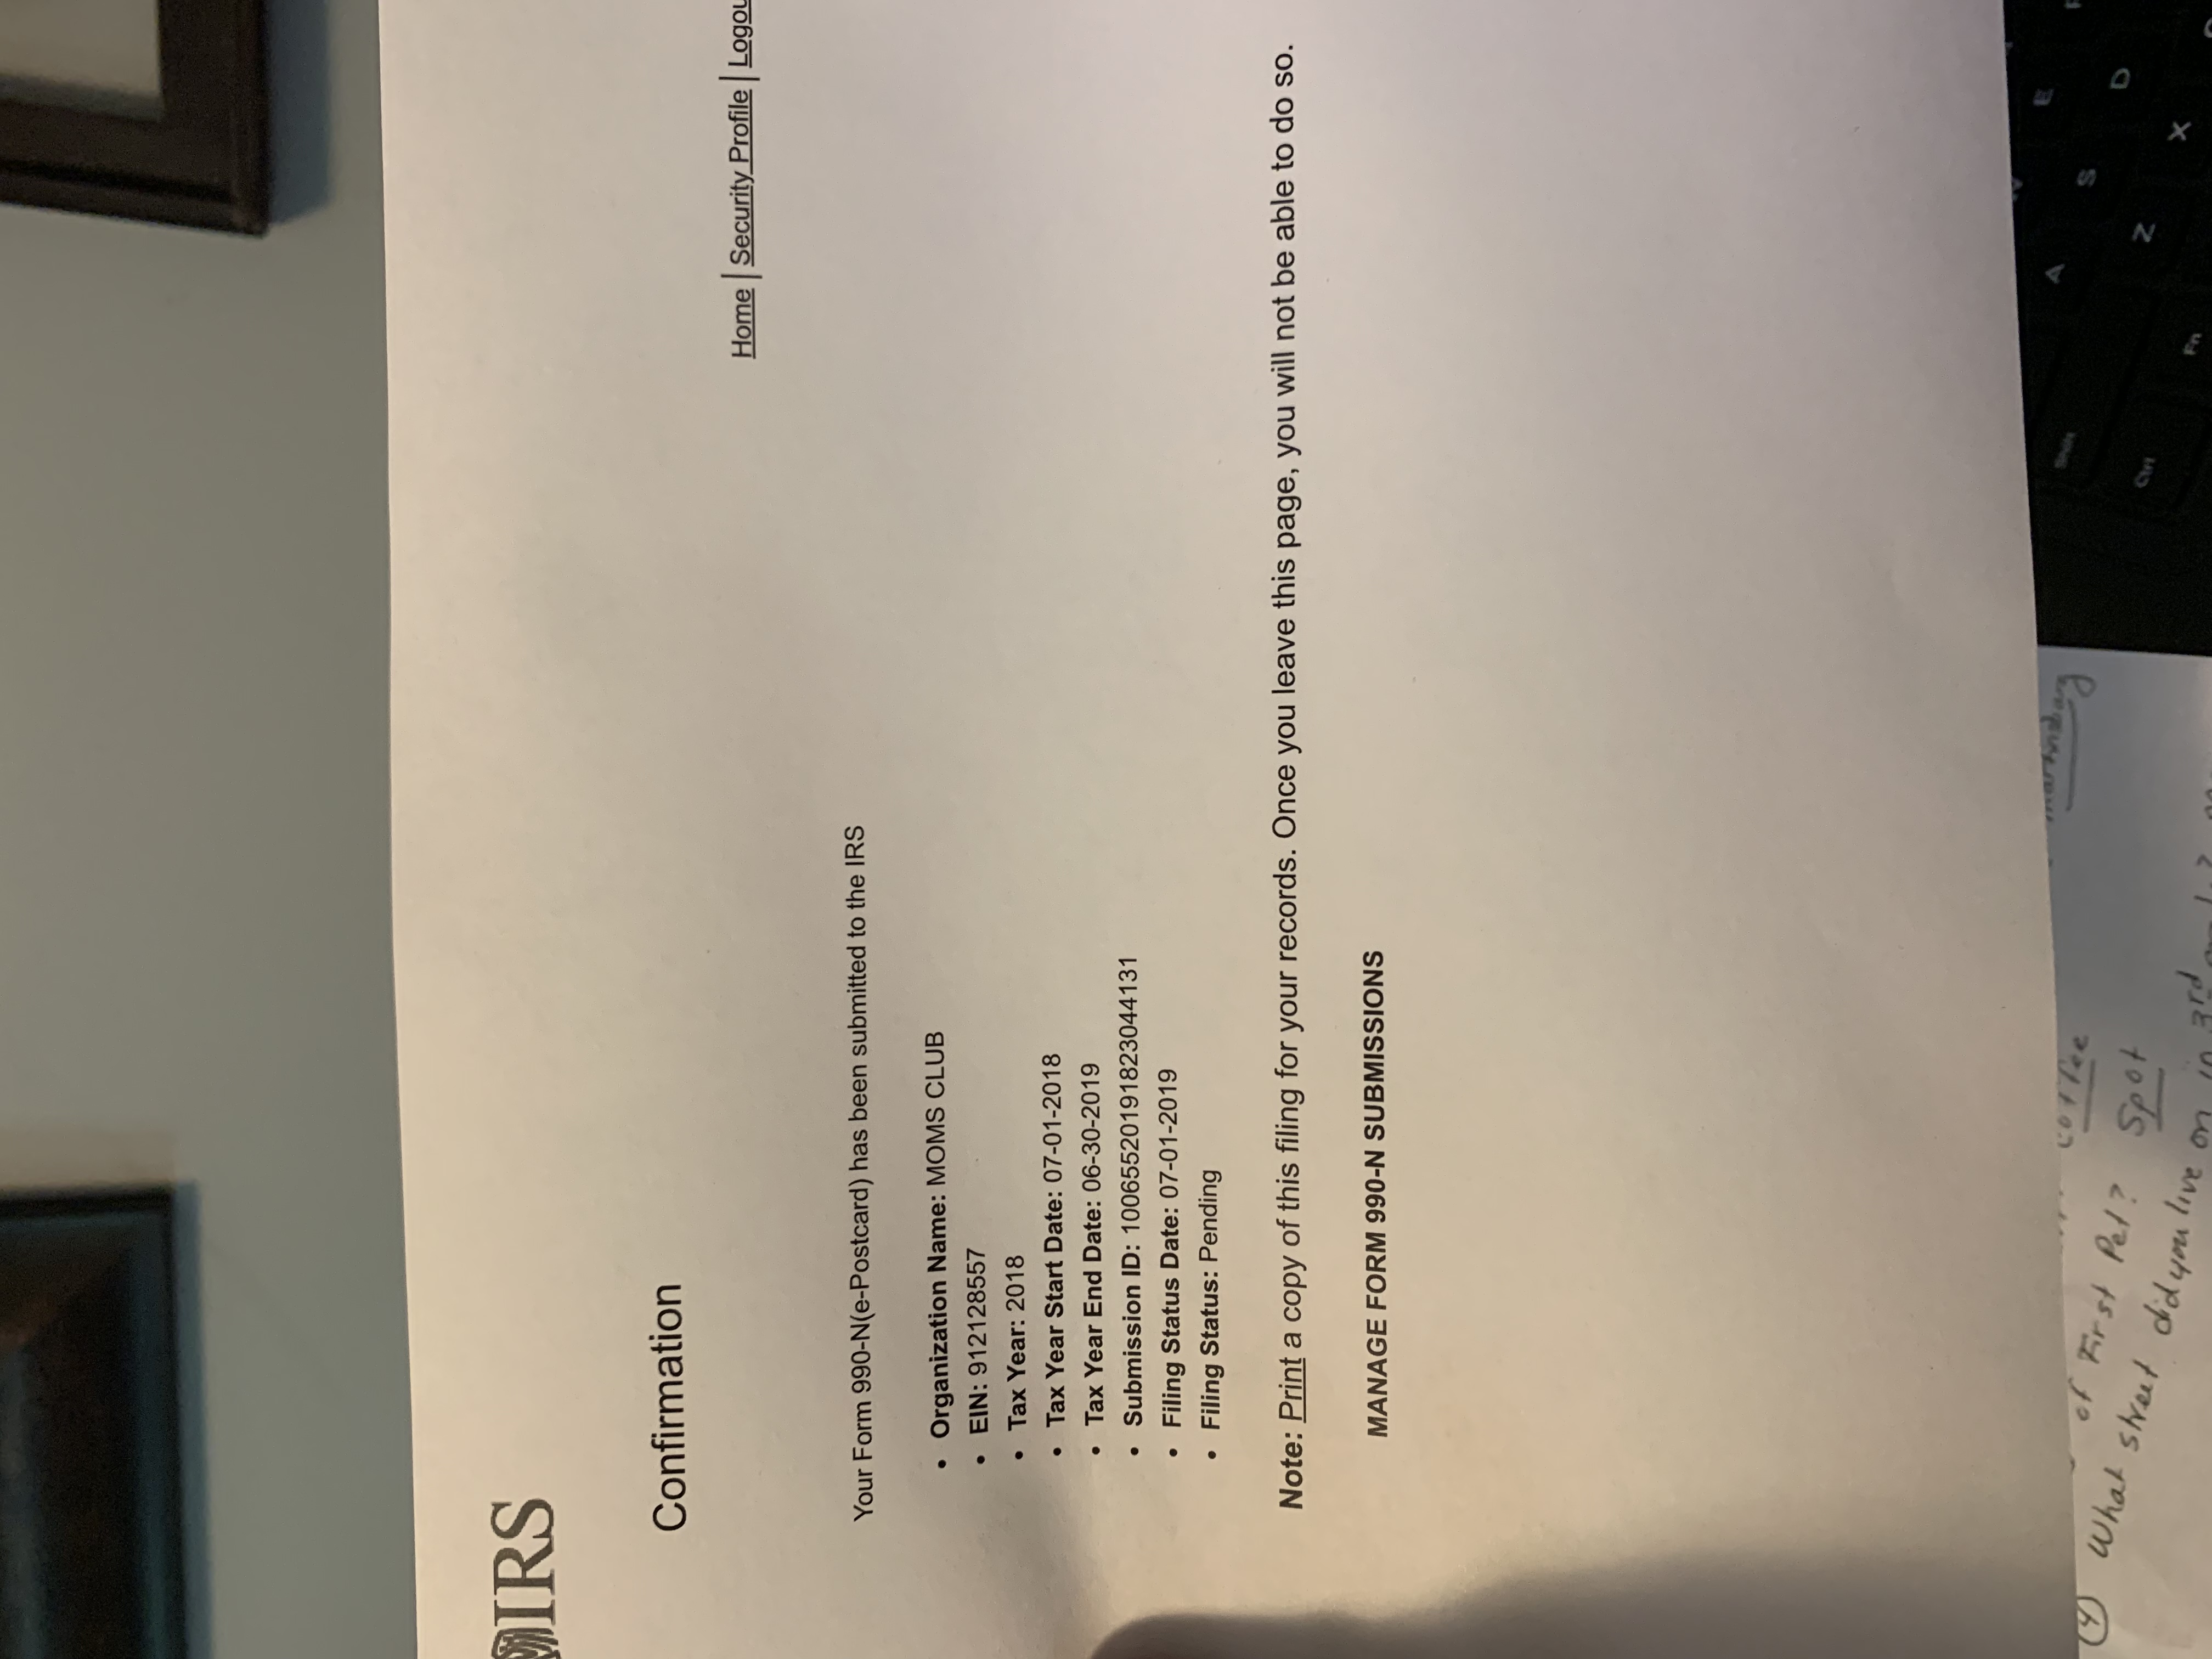 IRS
Confirmation
Home | Security Profile | Logou
Your Form 990-N(e-Postcard) has been submitted to the IRS
• Organization Name: MOMS CLUB
• EIN: 912128557
• Tax Year: 2018
• Tax Year Start Date: 07-01-2018
• Tax Year End Date: 06-30-2019
• Submission ID: 10065520191823044131
• Filing Status Date: 07-01-2019
• Filing Status: Pending
Note: Print a copy of this filing for your records. Once you leave this page, you will not be able to do so.
MANAGE FORM 990-N SUBMISSIONS
coffee martinsburg
of First Pet? Spot
(4) What street did you live on in 3rd
Shift A S D E
Ctrl Z X
Fn